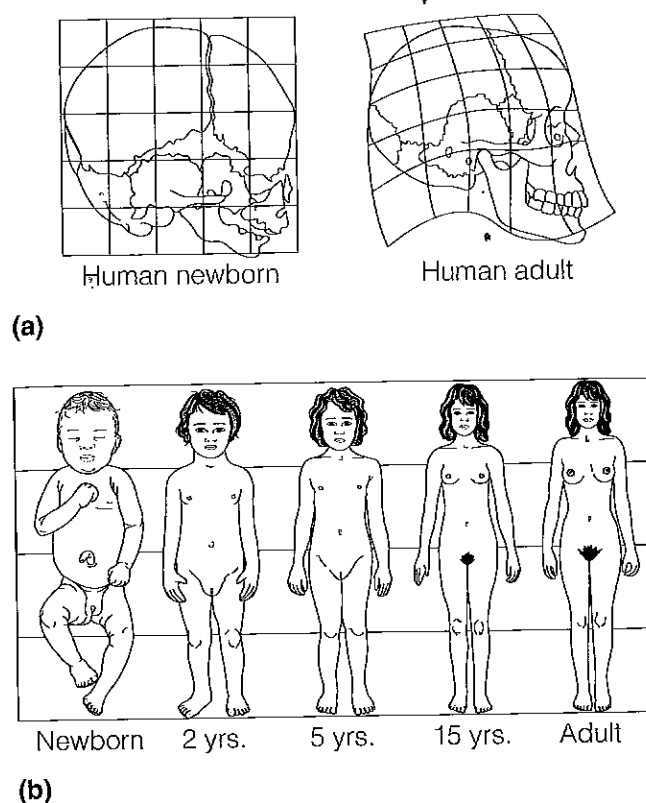 Human newborn
Human adult
(a)
Newborn
2 yrs.
5 yrs.
15 yrs.
Adult
(b)